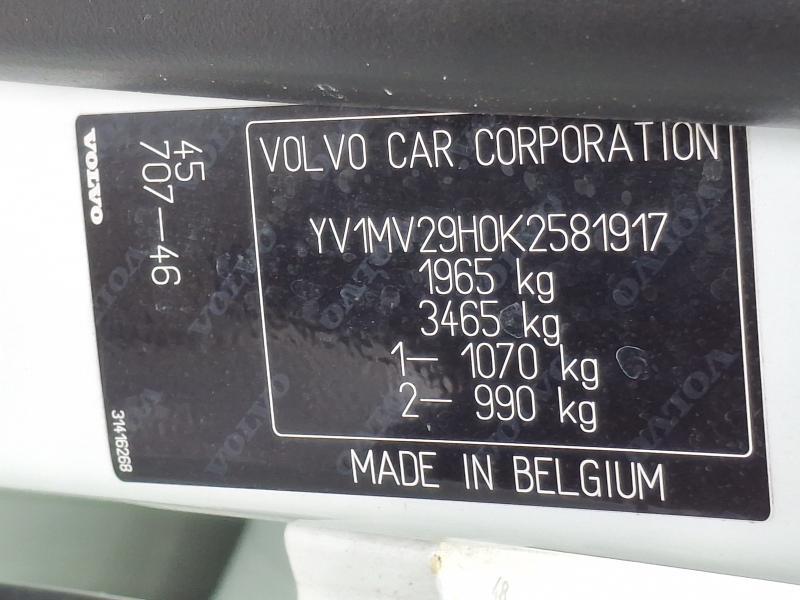 VOLVO
45
707-46
31416268
VOLVO CAR CORPORATION
YV1MV29H0K2581917
1965 kg
3465 kg
1- 1070 kg
2- 990 kg
MADE IN BELGIUM